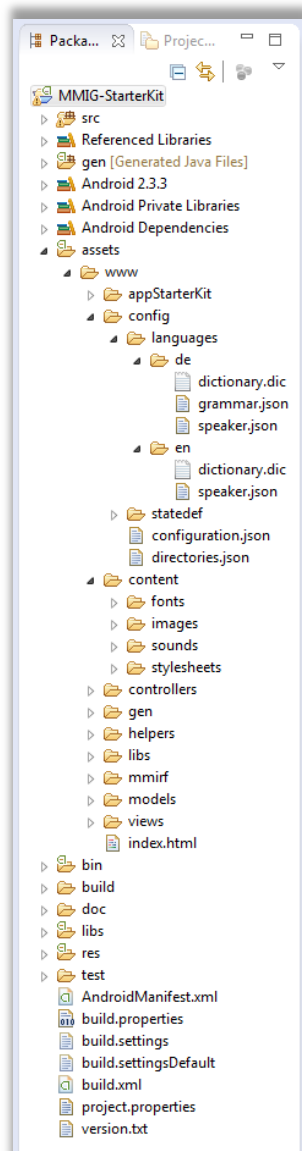 Packa... Projec...
MMIG-StarterKit
src
Referenced Libraries
gen [Generated Java Files]
Android 2.3.3
Android Private Libraries
Android Dependencies
assets
www
appStarterKit
config
languages
de
dictionary.dic
grammar.json
speaker.json
en
dictionary.dic
speaker.json
statedef
configuration.json
directories.json
content
fonts
images
sounds
stylesheets
controllers
gen
helpers
libs
mmirf
models
views
index.html
bin
build
doc
libs
res
test
AndroidManifest.xml
build.properties
build.settings
build.settingsDefault
build.xml
project.properties
version.txt